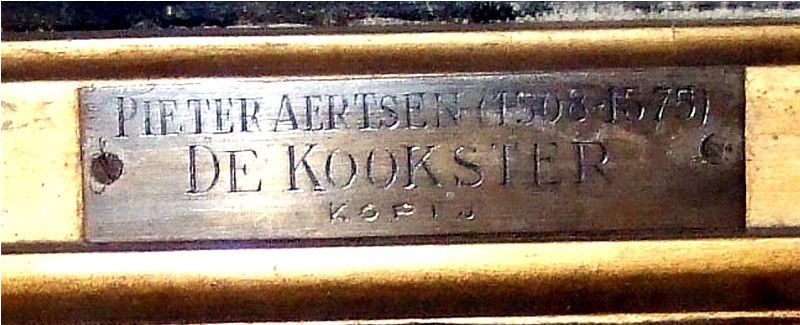 PIETER AERTSEN (1508-1575)
DE KOOKSTER
KOPIJ